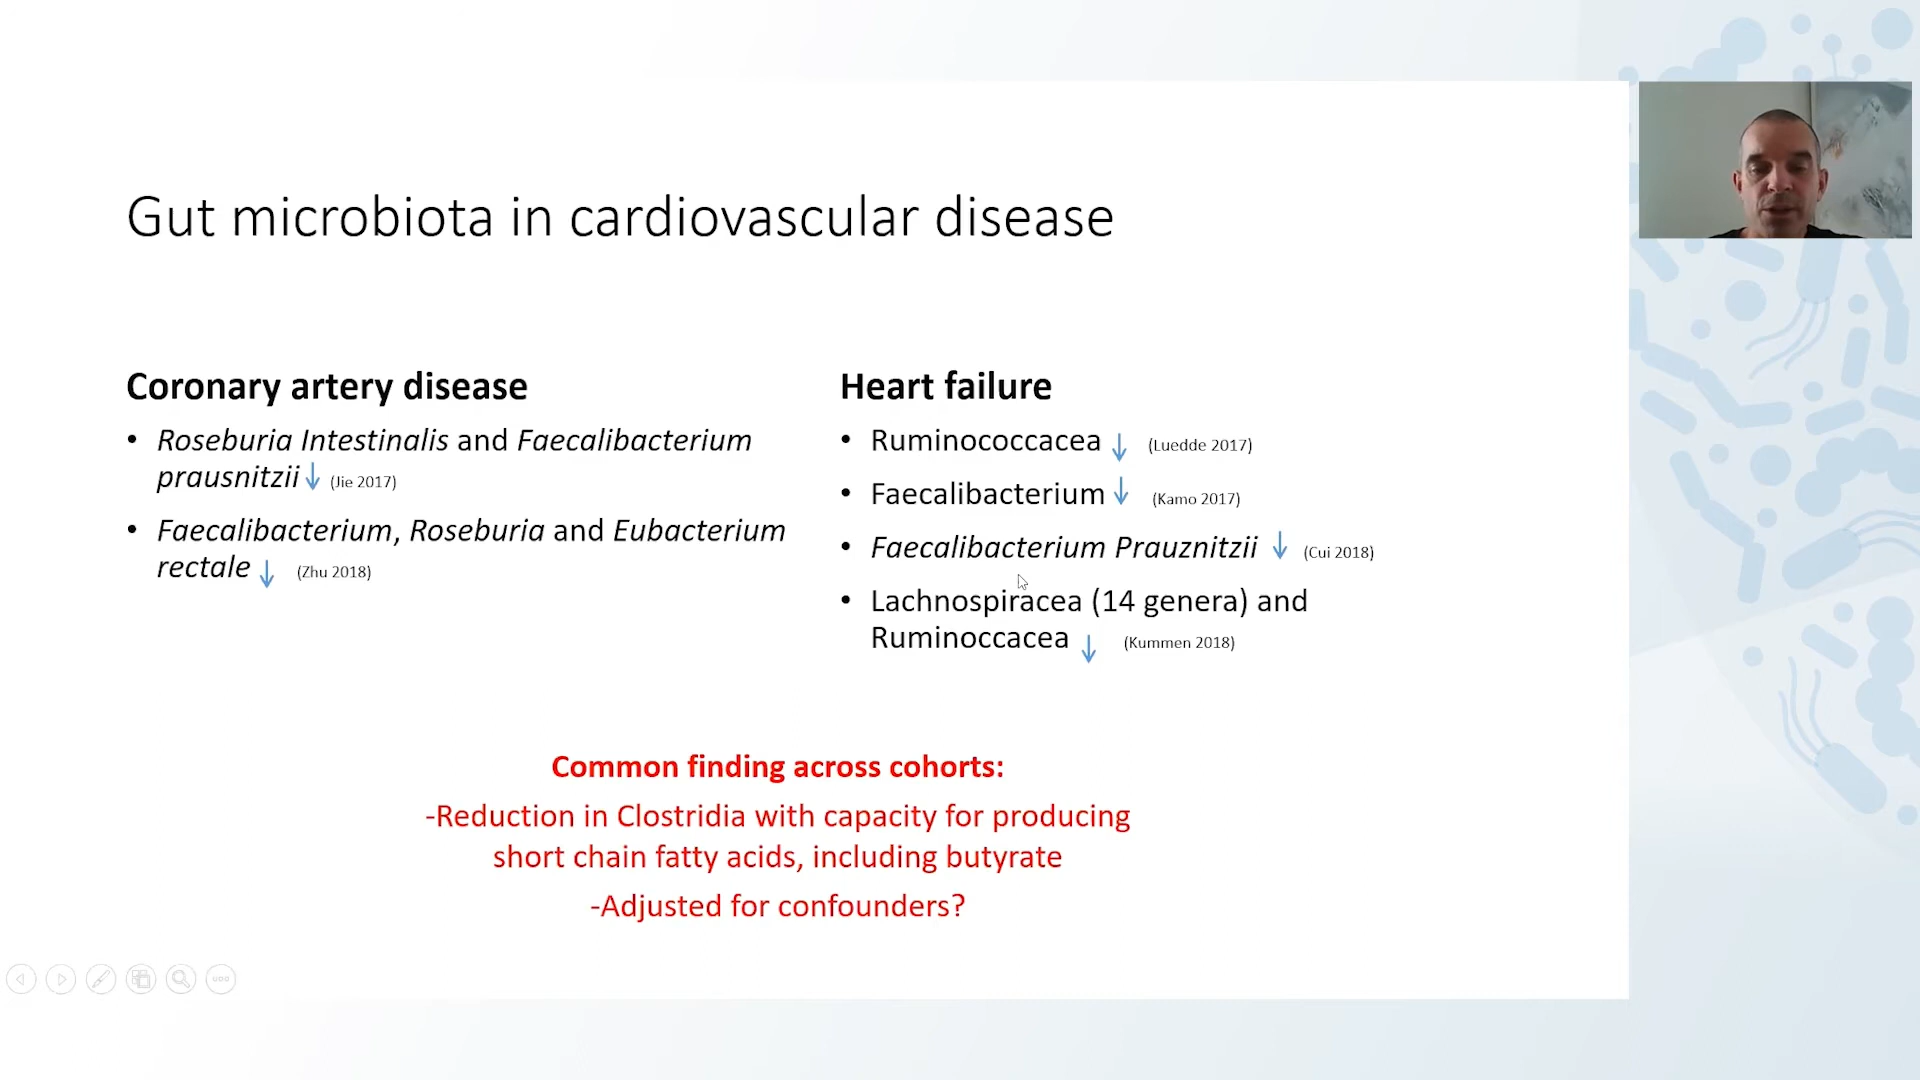 Gut microbiota in cardiovascular disease
Coronary artery disease
• Roseburia Intestinalis and Faecalibacterium
prausnitzii ↓ (Jie 2017)
• Faecalibacterium, Roseburia and Eubacterium
rectale ↓ (Zhu 2018)
Heart failure
• Ruminococcacea ↓ (Luedde 2017)
• Faecalibacterium ↓ (Kamo 2017)
• Faecalibacterium Prauznitzii ↓ (Cui 2018)
• Lachnospiracea (14 genera) and
Ruminoccacea ↓ (Kummen 2018)
Common finding across cohorts:
-Reduction in Clostridia with capacity for producing
short chain fatty acids, including butyrate
-Adjusted for confounders?